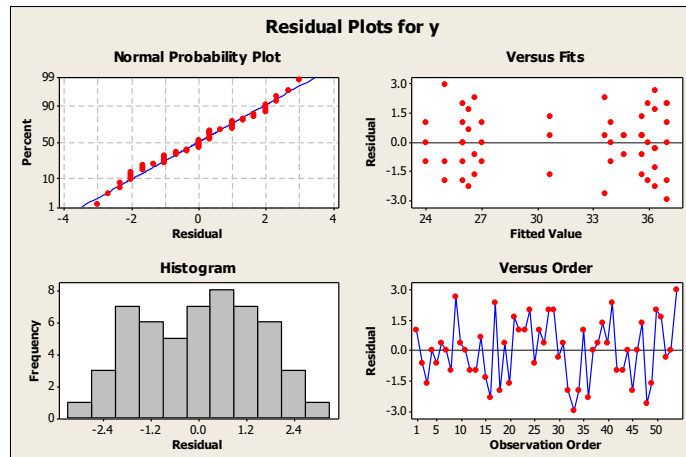 Residual Plots for y
Normal Probability Plot
99
90
50
10
1
Percent
-4 -2 0 2 4
Residual
Versus Fits
3.0
1.5
0.0
-1.5
-3.0
Residual
24 27 30 33 36
Fitted Value
Histogram
8
6
4
2
0
Frequency
-2.4 -1.2 0.0 1.2 2.4
Residual
Versus Order
3.0
1.5
0.0
-1.5
-3.0
Residual
1 5 10 15 20 25 30 35 40 45 50
Observation Order